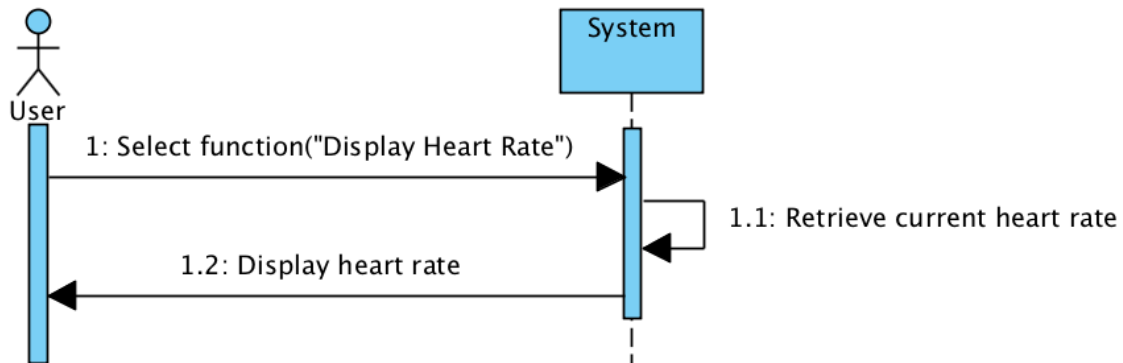 System
User
1: Select function("Display Heart Rate")
1.1: Retrieve current heart rate
1.2: Display heart rate